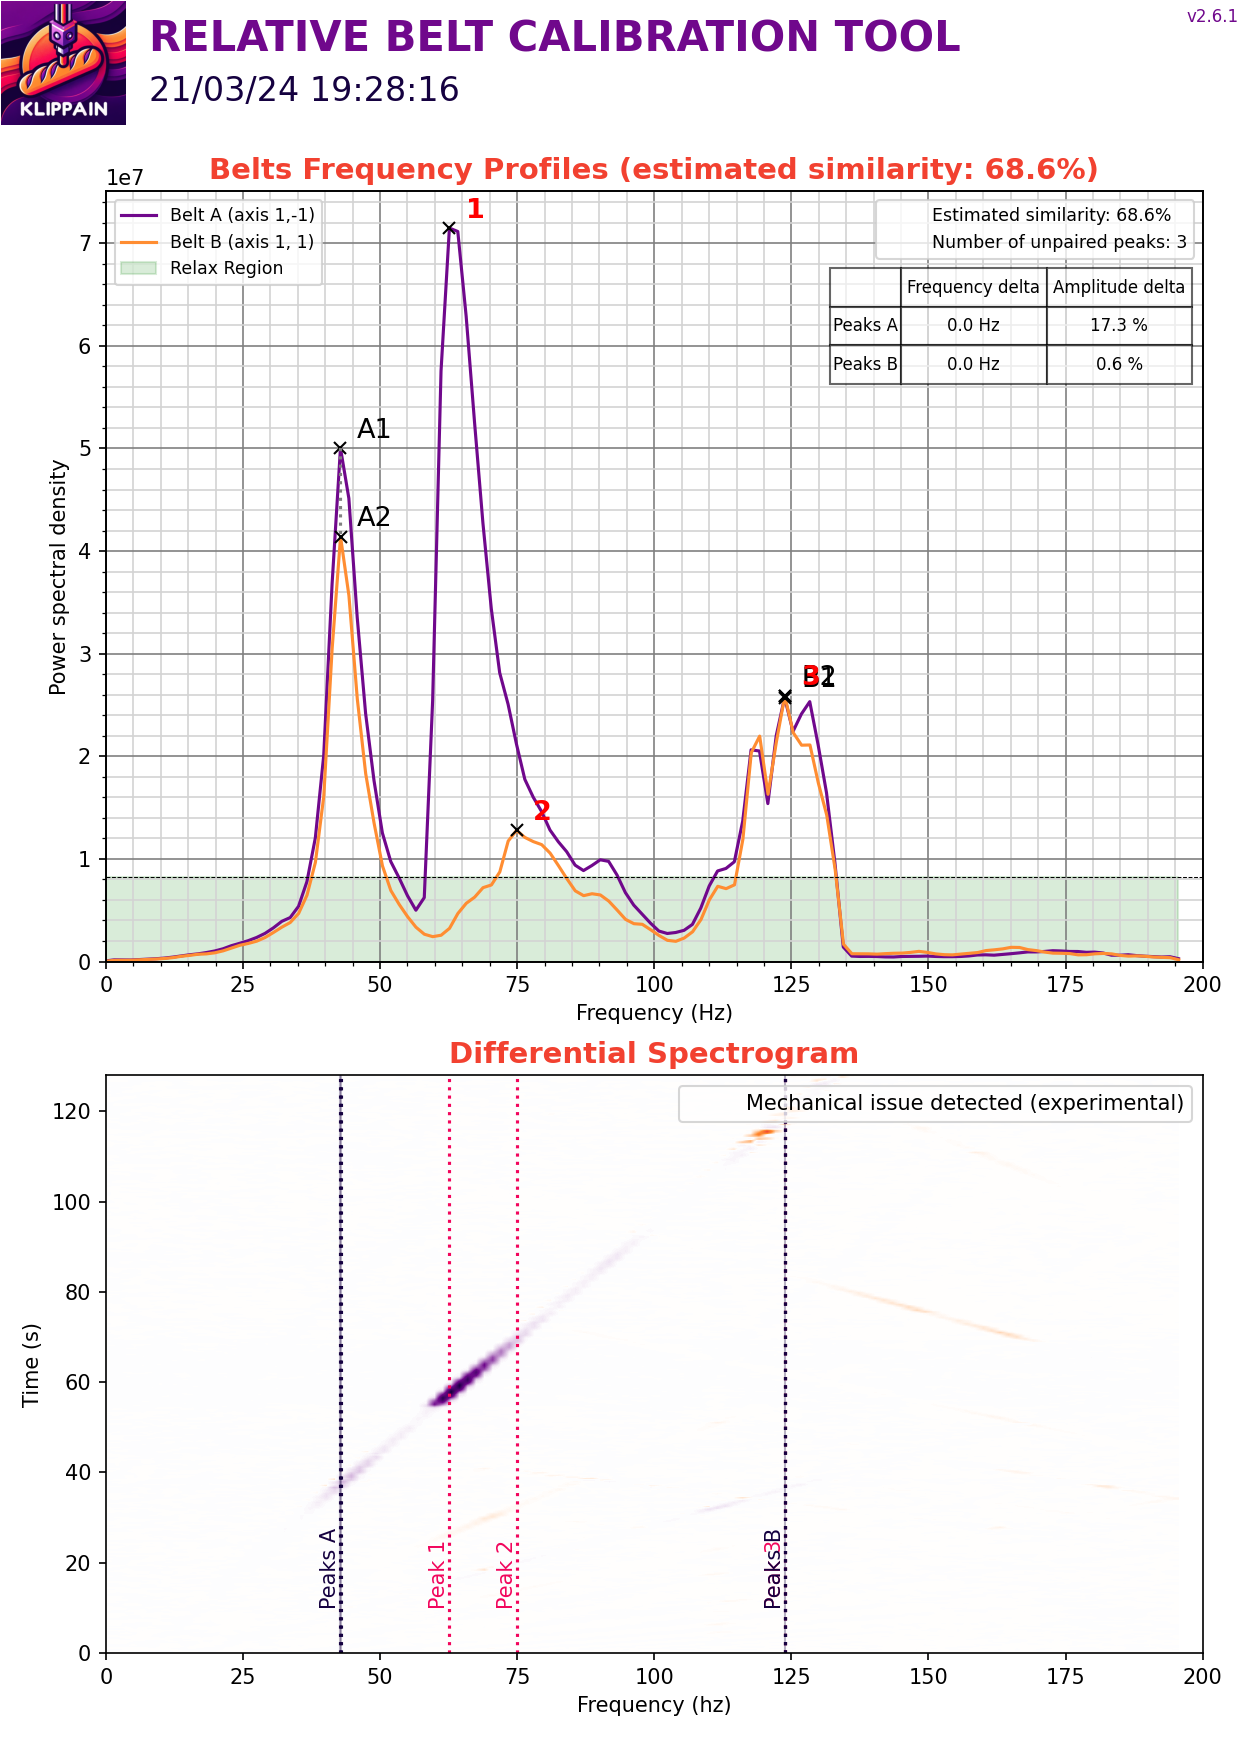 KLIPPAIN
RELATIVE BELT CALIBRATION TOOL
v2.6.1
21/03/24 19:28:16
Belts Frequency Profiles (estimated similarity: 68.6%)
1e7
Belt A (axis 1,-1)
Belt B (axis 1, 1)
Relax Region
Estimated similarity: 68.6%
Number of unpaired peaks: 3
Frequency delta Amplitude delta
Peaks A 0.0 Hz 17.3 %
Peaks B 0.0 Hz 0.6 %
1
A1
A2
2
3
Power spectral density
7
6
5
4
3
2
1
0
0 25 50 75 100 125 150 175 200
Frequency (Hz)
Differential Spectrogram
Mechanical issue detected (experimental)
Time (s)
120
100
80
60
40
20
0
Peaks A
Peak 1
Peak 2
Peaks B
0 25 50 75 100 125 150 175 200
Frequency (hz)